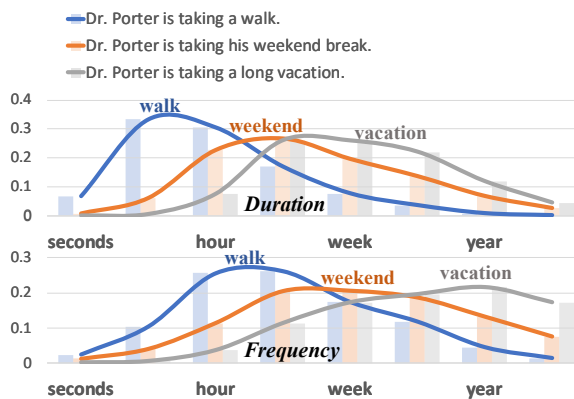 Dr. Porter is taking a walk.
Dr. Porter is taking his weekend break.
Dr. Porter is taking a long vacation.
0.4
walk
0.3
weekend
vacation
0.2
0.1
Duration
0
seconds hour week year
0.3
walk
weekend
vacation
0.2
0.1
Frequency
0
seconds hour week year